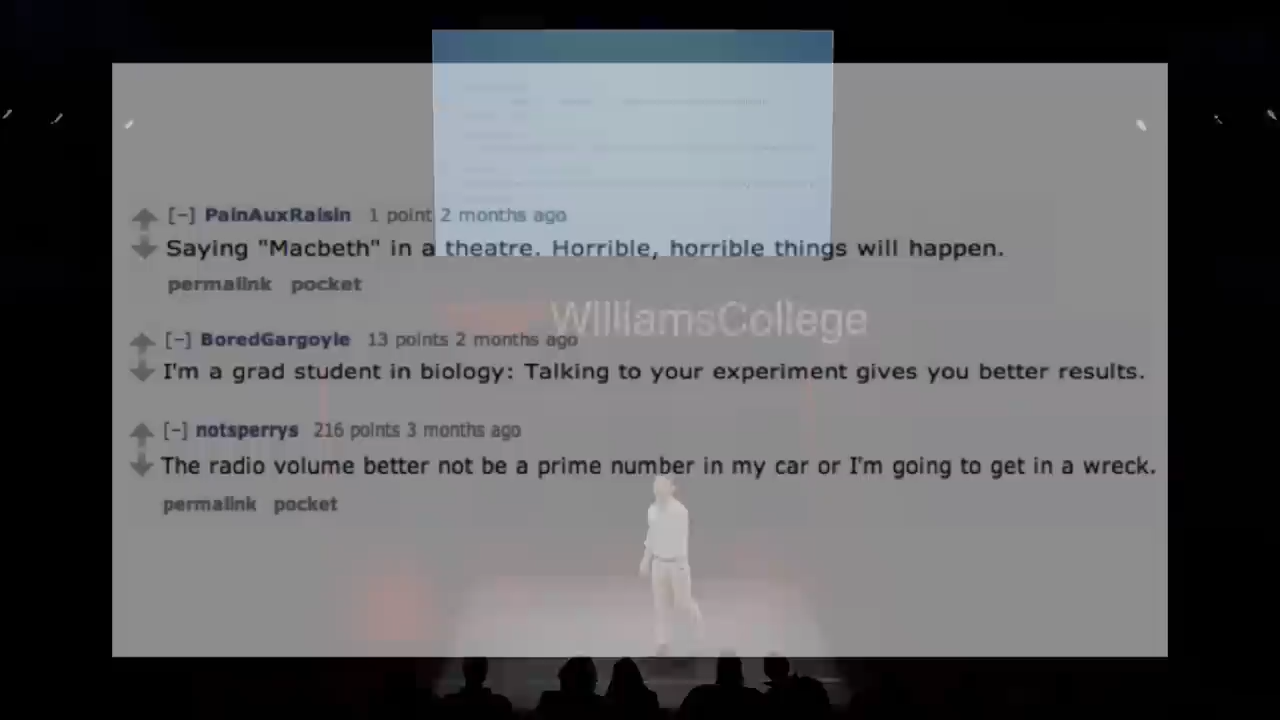 [-] PainAuxRaisin 1 point 2 months ago
Saying "Macbeth" in a theatre. Horrible, horrible things will happen.
permalink pocket
WilliamsCollege
[-] BoredGargoyle 13 points 2 months ago
I'm a grad student in biology: Talking to your experiment gives you better results.
[-] notsperrys 216 points 3 months ago
The radio volume better not be a prime number in my car or I'm going to get in a wreck.
permalink pocket